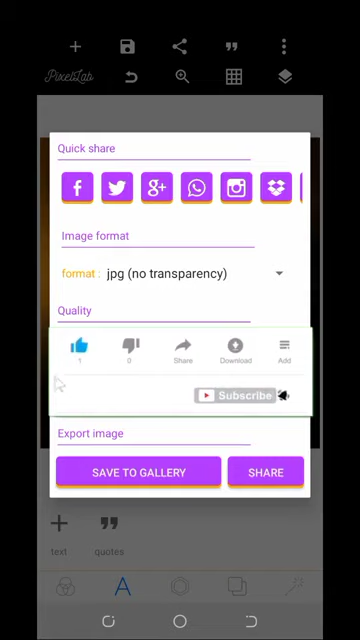 PixelLab
Quick share
Image format
format : jpg (no transparency)
Quality
1 0 Share Download Add
Subscribe
Export image
SAVE TO GALLERY SHARE
text quotes